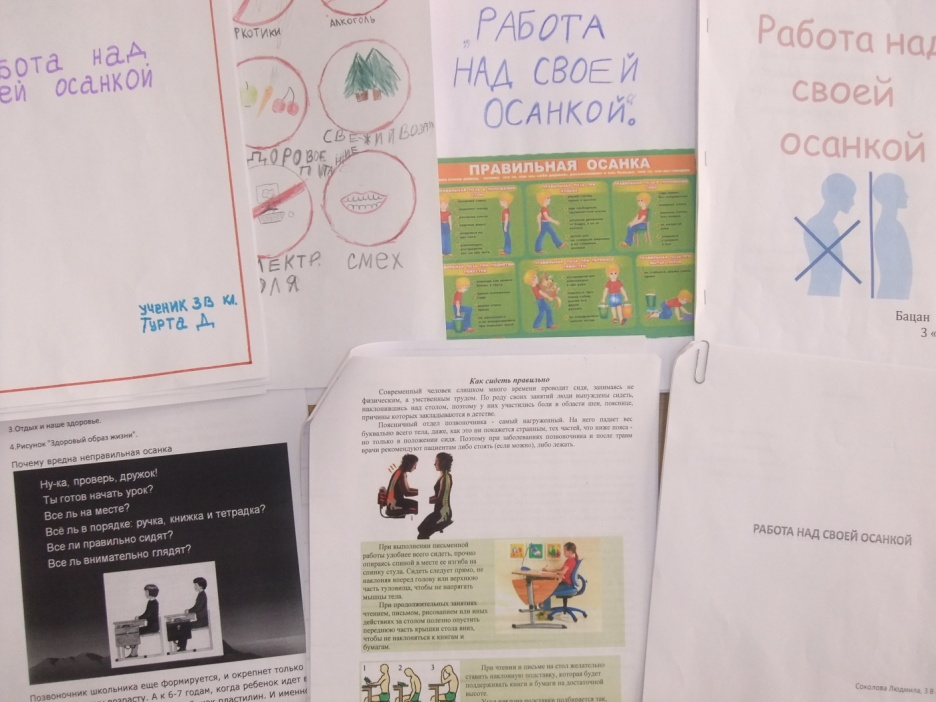 бота над
ей осанкой
ученик 3В кл.
Турта Д
РКОТИКИ
АЛКОГОЛЬ
СВЕЖИЙ ВОЗДУХ
ДОРОВОЕ
ПИТАНИЕ
ЛЕКТР.
ОЛЯ
СМЕХ
„РАБОТА
НАД СВОЕЙ
ОСАНКОЙ“.
ПРАВИЛЬНАЯ ОСАНКА
Работа над
своей
осанкой
Бацан
3 «
3.Отдых и наше здоровье.
4.Рисунок "Здоровый образ жизни".
Почему вредна неправильная осанка
Ну-ка, проверь, дружок!
Ты готов начать урок?
Все ль на месте?
Всё ль в порядке: ручка, книжка и тетрадка?
Все ли правильно сидят?
Все ль внимательно глядят?
Позвоночник школьника еще формируется, и окрепнет только
возрасту. А к 6-7 годам, когда ребенок идет в
как пластилин. И именно
Как сидеть правильно
Современный человек слишком много времени проводит сидя, занимаясь не
физическим, а умственным трудом. По роду своих занятий люди вынуждены сидеть,
наклонившись над столом, поэтому у них участились боли в области шеи, поясницы,
причины которых закладываются в детстве.
Поясничный отдел позвоночника - самый нагруженный. На него падает вес
буквально всего тела, даже, как это ни покажется странным, тех частей, что ниже пояса -
но только и положении сидя. Поэтому при заболеваниях позвоночника и после травм
врачи рекомендуют пациентам либо стоять (если можно), либо лежать.
1
При выполнении письменной
работы удобнее всего сидеть, прочно
опираясь спиной в месте ее изгиба на
спинку стула. Сидеть следует прямо, не
наклоняя вперед голову или верхнюю
часть туловища, чтобы не напрягать
мышцы тела.
При продолжительных занятиях
чтением, письмом, рисованием или иных
действиях за столом полезно опустить
переднюю часть крышки стола вниз,
чтобы не наклоняться к книгам и
бумагам.
1 2 3
При чтении и письме на стол желательно
ставить наклонную подставку, которая будет
поддерживать книги и бумаги на достаточной
высоте.
РАБОТА НАД СВОЕЙ ОСАНКОЙ
Соколова Людмила, 3 В